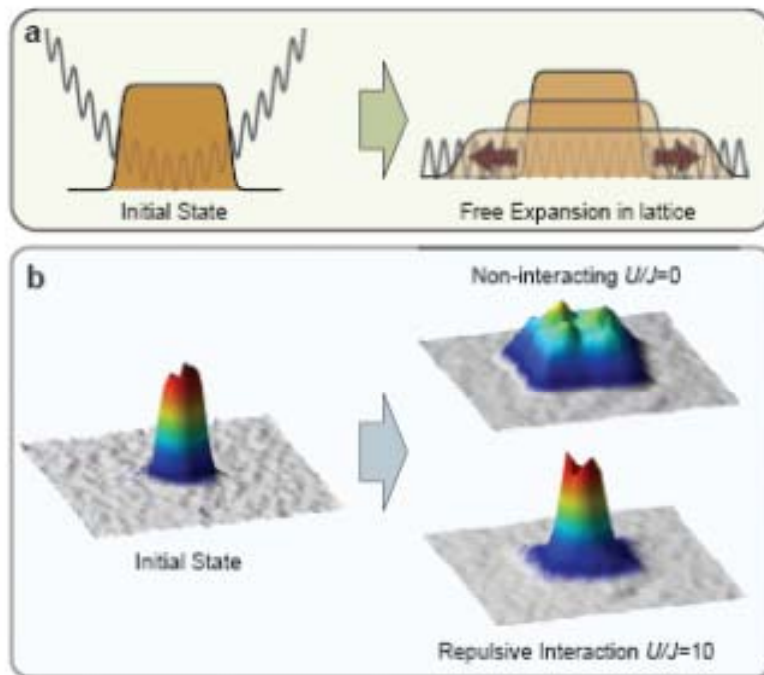 a
Initial State
Free Expansion in lattice
b
Non-interacting U/J=0
Initial State
Repulsive Interaction U/J=10